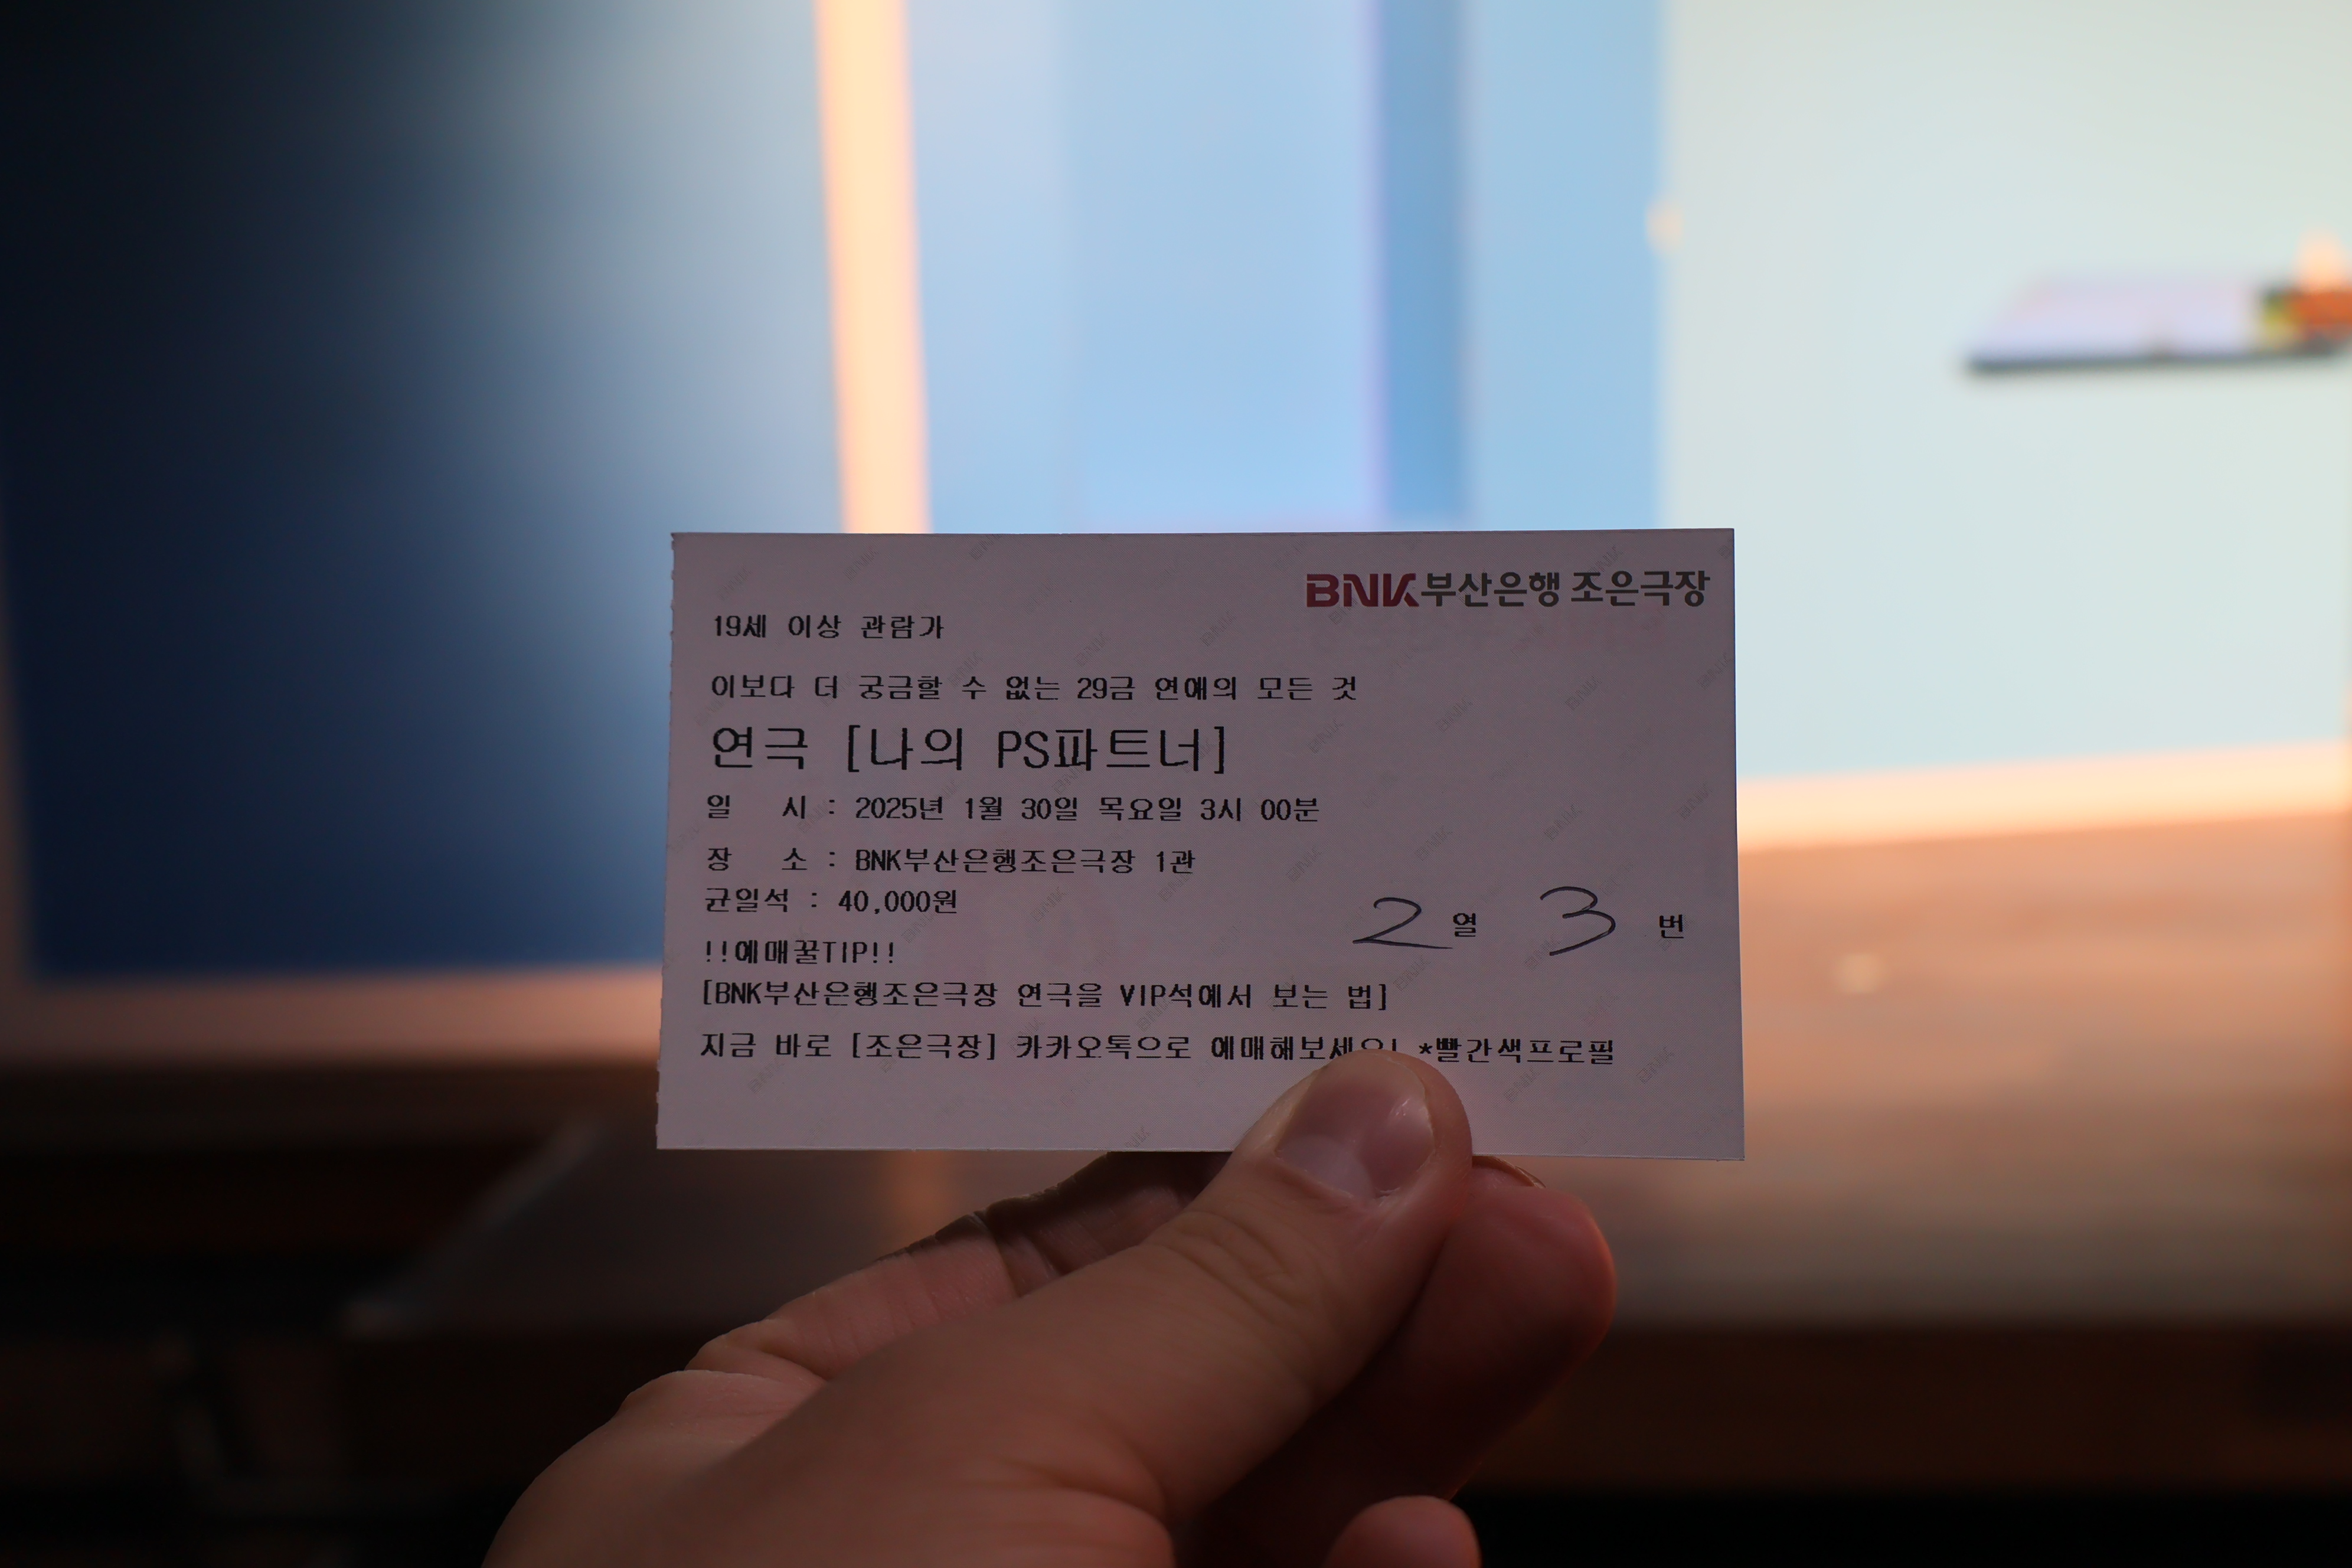 BNK부산은행 조은극장
19세 이상 관람가
이보다 더 궁금할 수 없는 29금 연애의 모든 것
연극 [나의 PS파트너]
일 시 : 2025년 1월 30일 목요일 3시 00분
장 소 : BNK부산은행조은극장 1관
균일석 : 40,000원
2열 3번
!!예매꿀TIP!!
[BNK부산은행조은극장 연극을 VIP석에서 보는 법]
지금 바로 [조은극장] 카카오톡으로 예매해보세요! *빨간색프로필